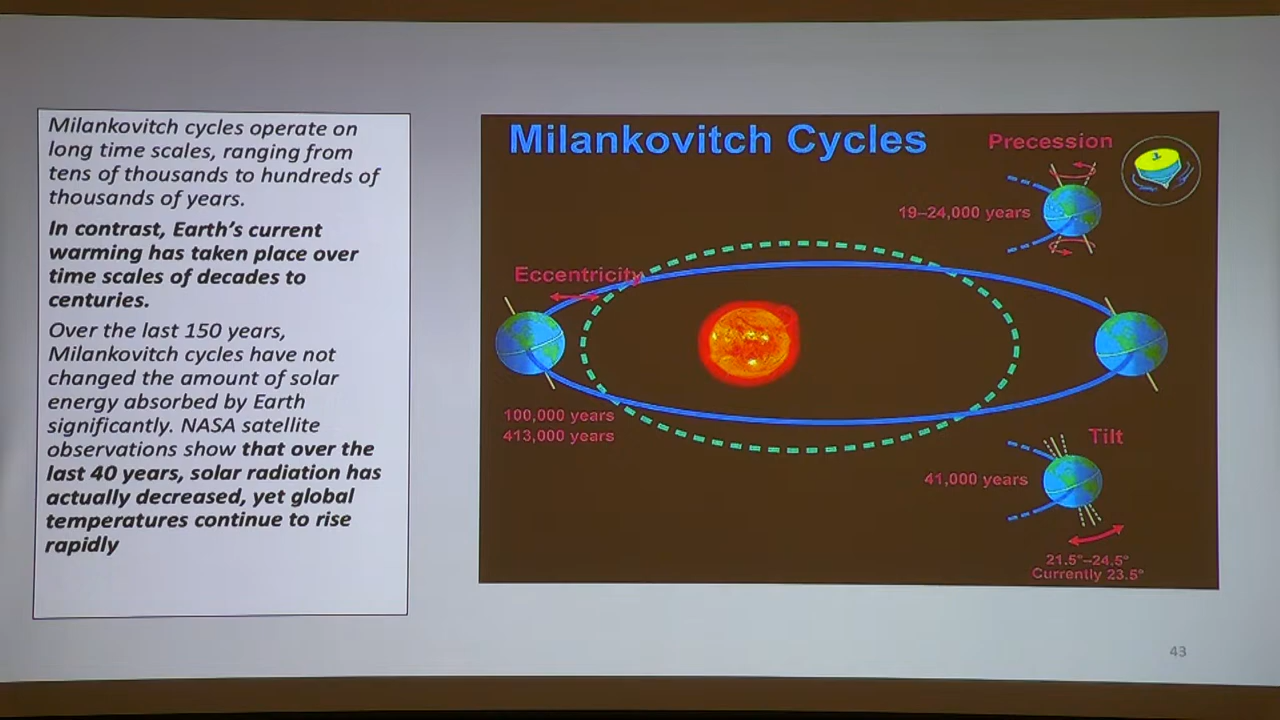 Milankovitch cycles operate on
long time scales, ranging from
tens of thousands to hundreds of
thousands of years.
In contrast, Earth's current
warming has taken place over
time scales of decades to
centuries.
Over the last 150 years,
Milankovitch cycles have not
changed the amount of solar
energy absorbed by Earth
significantly. NASA satellite
observations show that over the
last 40 years, solar radiation has
actually decreased, yet global
temperatures continue to rise
rapidly
Milankovitch Cycles
Precession
19–24,000 years
Eccentricity
100,000 years
413,000 years
Tilt
41,000 years
21.5°–24.5°
Currently 23.5°
43